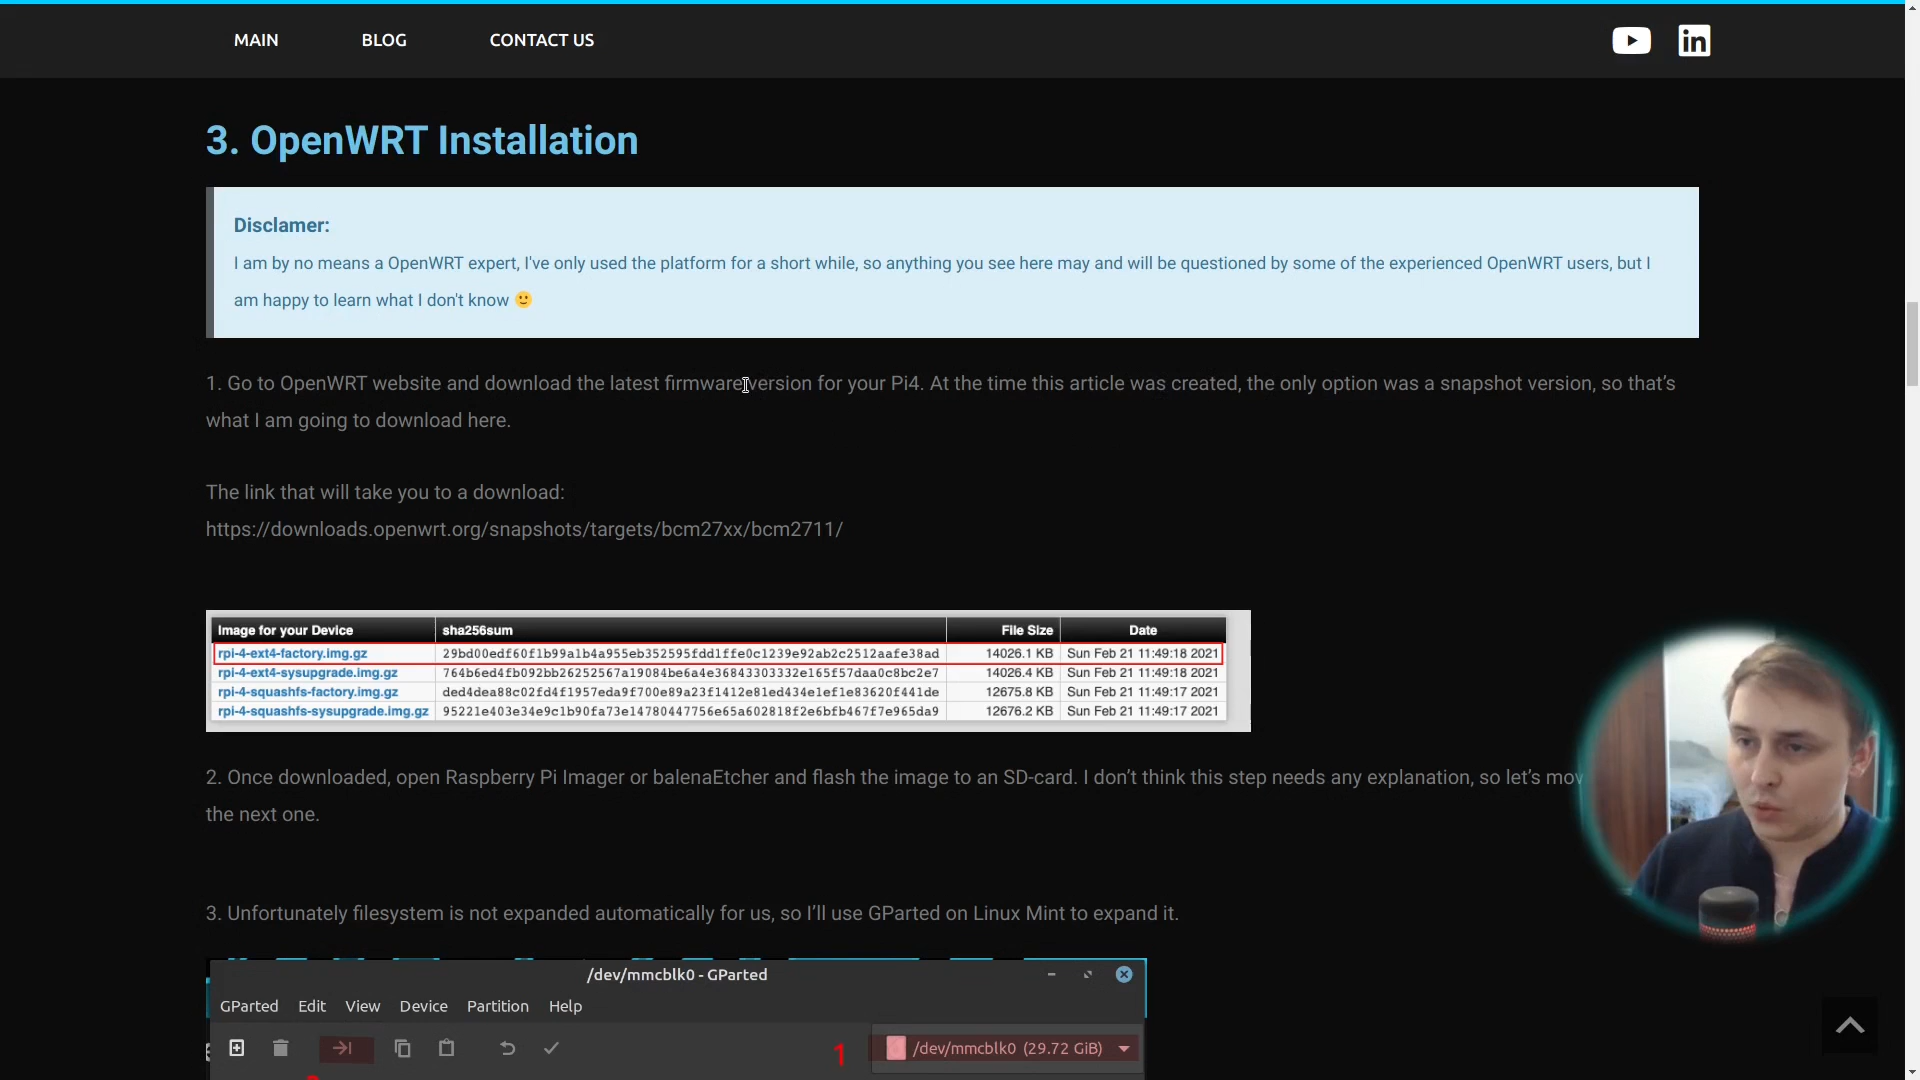 MAIN BLOG CONTACT US
3. OpenWRT Installation
Disclamer:
I am by no means a OpenWRT expert, I've only used the platform for a short while, so anything you see here may and will be questioned by some of the experienced OpenWRT users, but I
am happy to learn what I don't know 🙂
1. Go to OpenWRT website and download the latest firmware version for your Pi4. At the time this article was created, the only option was a snapshot version, so that's
what I am going to download here.
The link that will take you to a download:
https://downloads.openwrt.org/snapshots/targets/bcm27xx/bcm2711/
Image for your Device sha256sum File Size Date
rpi-4-ext4-factory.img.gz 29bd00edf60f1b99a1b4a955eb352595fdd1ffe0c1239e92ab2c2512aafe38ad 14026.1 KB Sun Feb 21 11:49:18 2021
rpi-4-ext4-sysupgrade.img.gz 764b6ed4fb092bb26252567a19084be6a4e36843303332e165f57daa0c8bc2e7 14026.4 KB Sun Feb 21 11:49:18 2021
rpi-4-squashfs-factory.img.gz ded4dea88c02fd4f1957eda9f700e89a23f1412e81ed434e1ef1e83620f441de 12675.8 KB Sun Feb 21 11:49:17 2021
rpi-4-squashfs-sysupgrade.img.gz 95221e403e34e9c1b90fa73e14780447756e65a602818f2e6bfb467f7e965da9 12676.2 KB Sun Feb 21 11:49:17 2021
2. Once downloaded, open Raspberry Pi Imager or balenaEtcher and flash the image to an SD-card. I don't think this step needs any explanation, so let's mov
the next one.
3. Unfortunately filesystem is not expanded automatically for us, so I'll use GParted on Linux Mint to expand it.
/dev/mmcblk0 - GParted
GParted Edit View Device Partition Help
1 /dev/mmcblk0 (29.72 GiB)